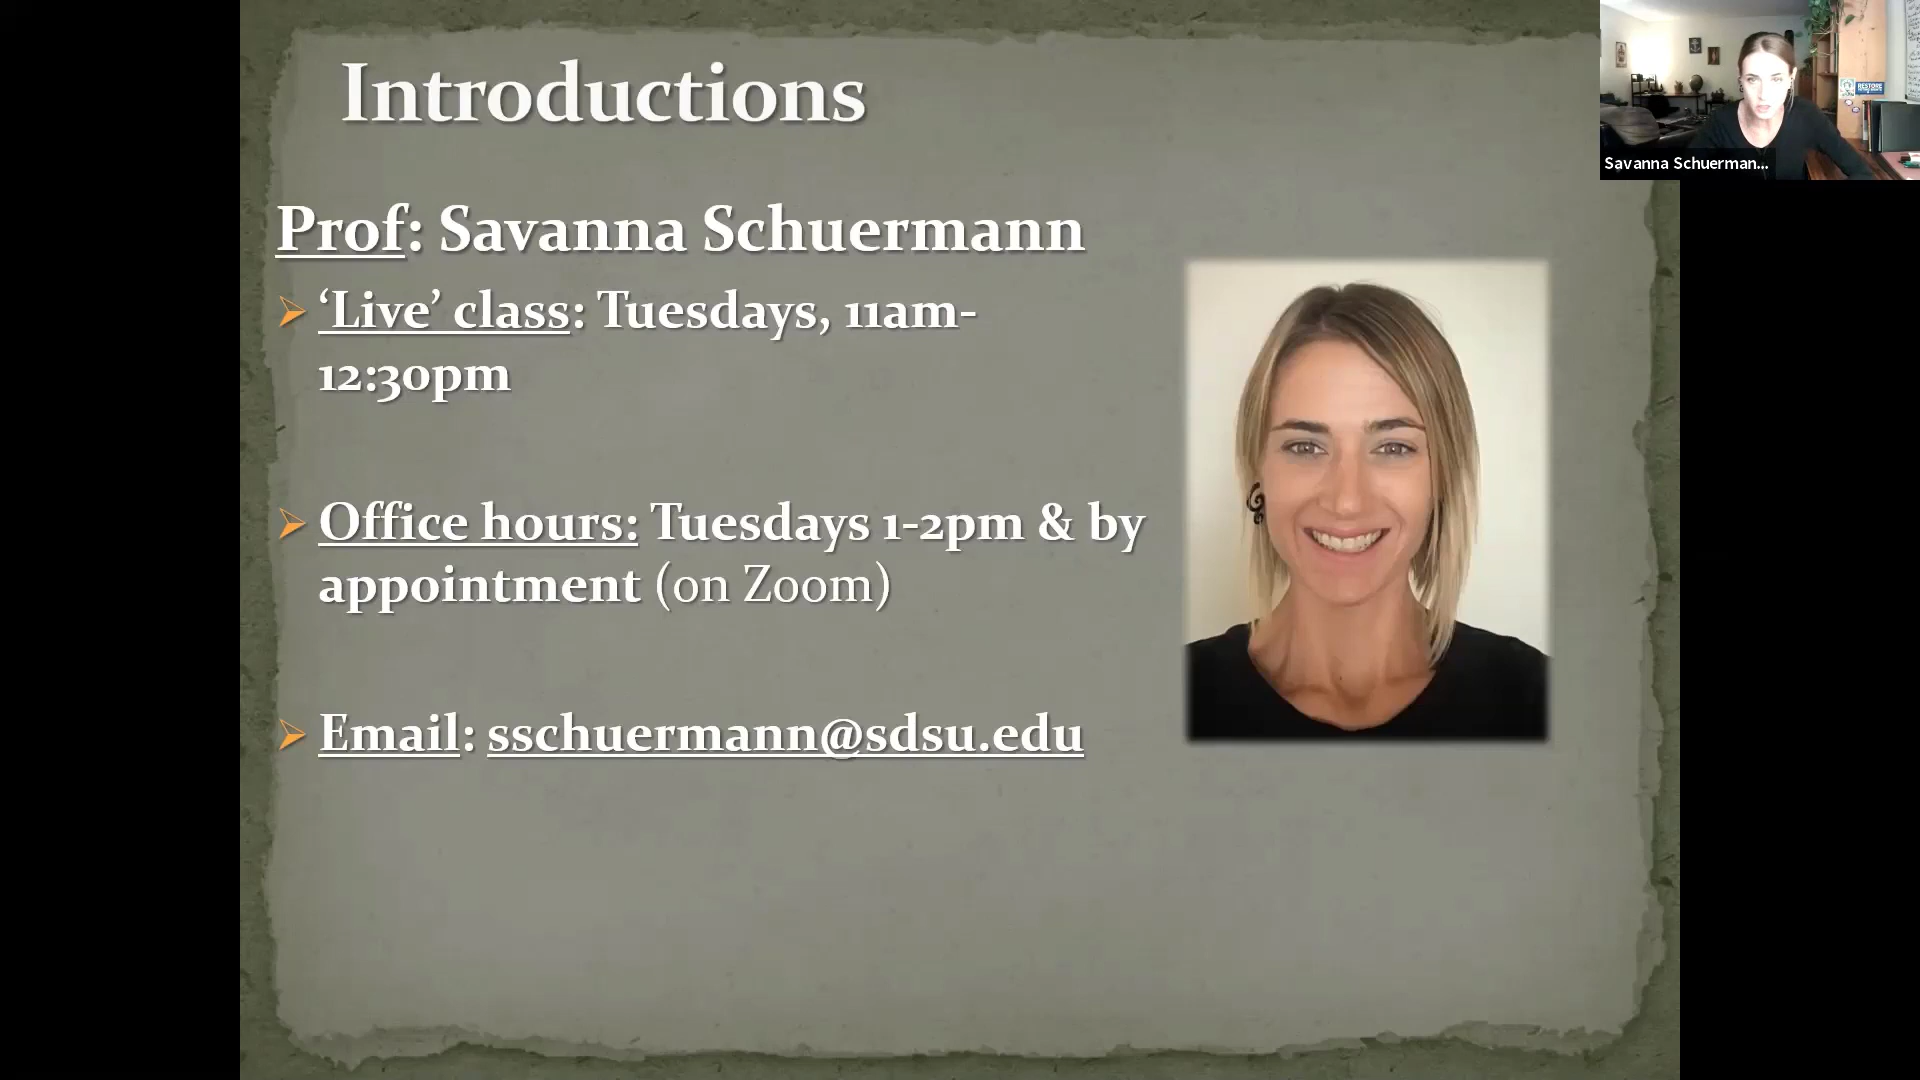 Introductions
Prof: Savanna Schuermann
‘Live’ class: Tuesdays, 11am-
12:30pm
Office hours: Tuesdays 1-2pm & by
appointment (on Zoom)
Email: sschuermann@sdsu.edu
Savanna Schuerman...
RESTORE